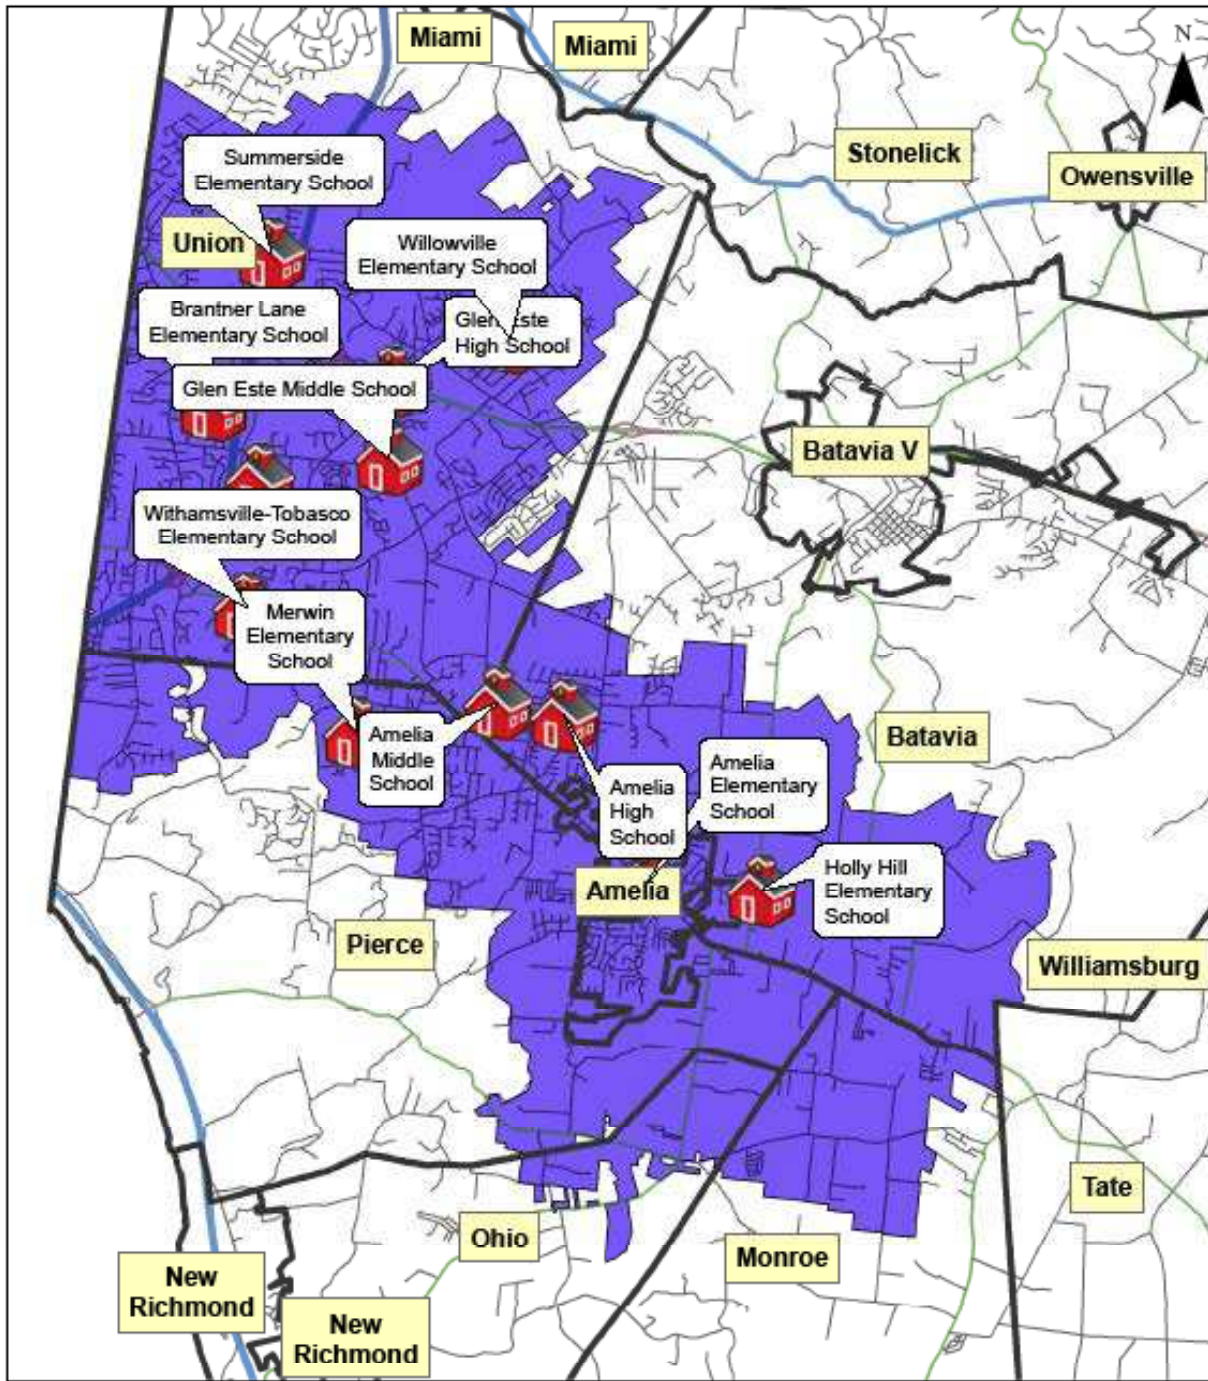 Miami
Miami
N
Stonelick
Owensville
Summerside
Elementary School
Union
Willowville
Elementary School
Brantner Lane
Elementary School
Glen Este
High School
Glen Este Middle School
Batavia V
Withamsville-Tobasco
Elementary School
Merwin
Elementary
School
Amelia
Middle
School
Amelia
High
School
Amelia
Elementary
School
Batavia
Amelia
Holly Hill
Elementary
School
Pierce
Williamsburg
Tate
Ohio
Monroe
New
Richmond
New
Richmond